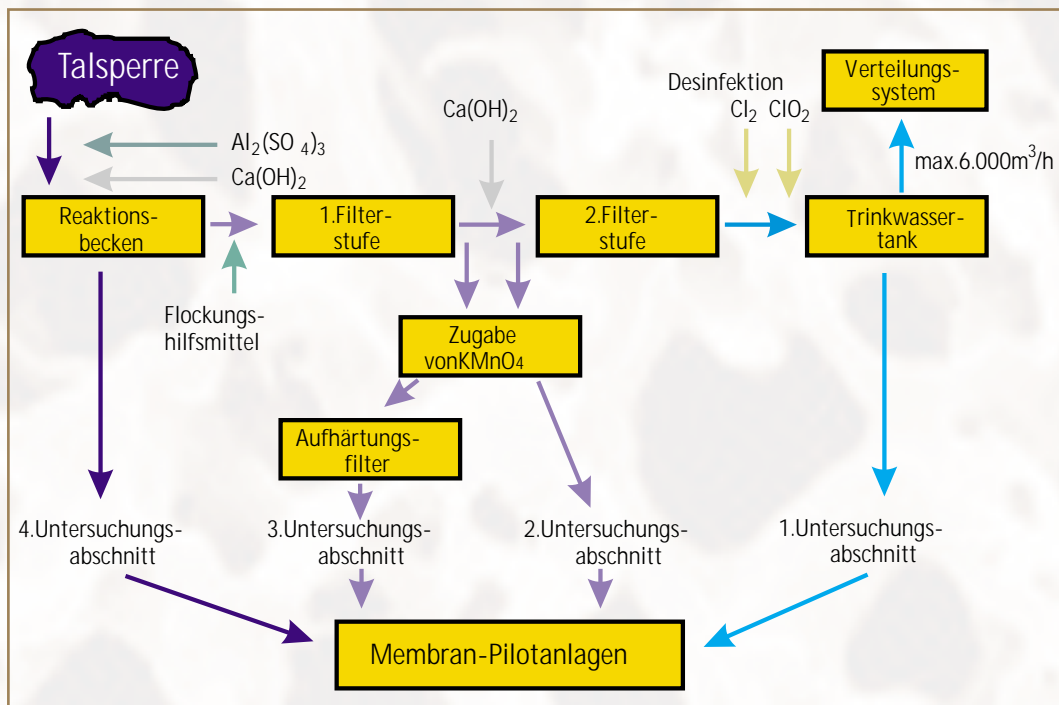 Talsperre
Al₂(SO ₄)₃
Ca(OH)₂
Reaktions-
becken
Flockungs-
hilfsmittel
1.Filter-
stufe
Ca(OH)₂
2.Filter-
stufe
Desinfektion
Cl₂ ClO₂
Verteilungs-
system
max.6.000m³/h
Trinkwasser-
tank
Zugabe
vonKMnO₄
Aufhärtungs-
filter
4.Untersuchungs-
abschnitt
3.Untersuchungs-
abschnitt
2.Untersuchungs-
abschnitt
1.Untersuchungs-
abschnitt
Membran-Pilotanlagen